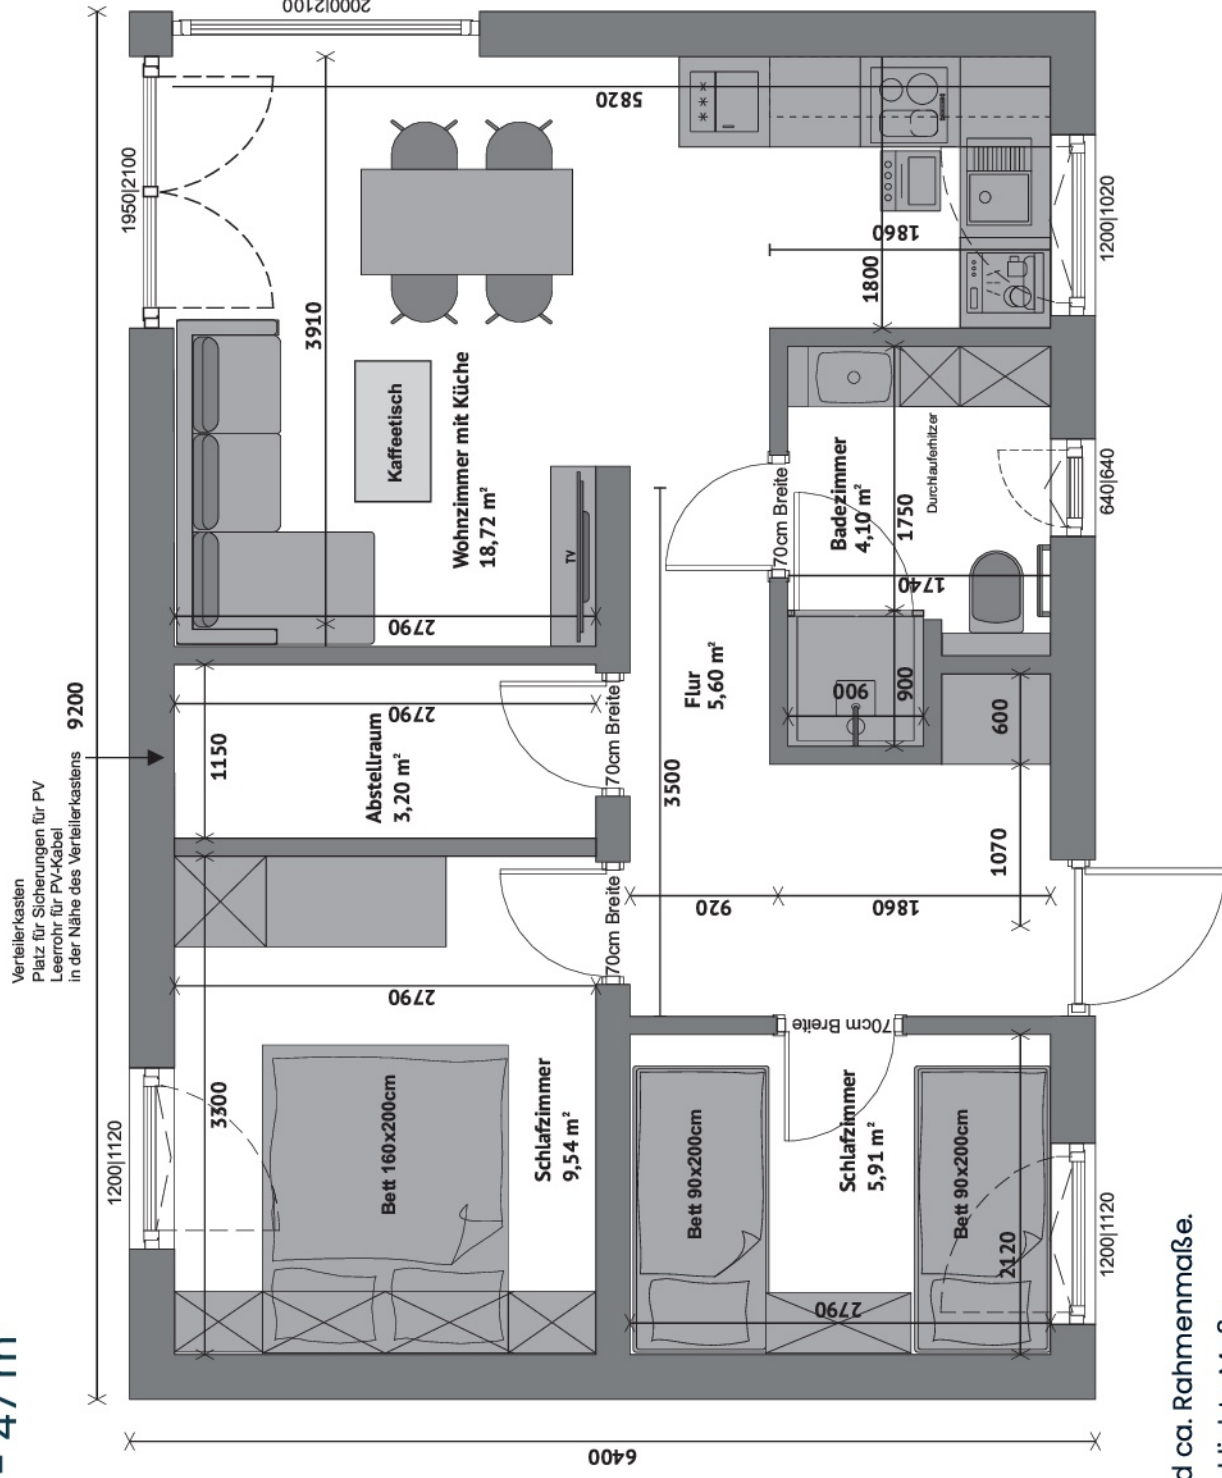 = 47 m²
Verteilerkasten
Platz für Sicherungen für PV
Leerrohr für PV-Kabel
in der Nähe des Verteilerkastens
9200
6400
1200|1120
1950|2100
2000|2100
3300
1150
3910
2790
2790
2790
5820
Bett 160x200cm
Schlafzimmer
9,54 m²
Abstellraum
3,20 m²
Kaffeetisch
Wohnzimmer mit Küche
18,72 m²
TV
70cm Breite
70cm Breite
3500
Flur
5,60 m²
920
1860
1070
600
900
900
70cm Breite
Badezimmer
4,10 m²
1750
1740
Durchlauferhitzer
1800
1860
70cm Breite
Bett 90x200cm
Schlafzimmer
5,91 m²
Bett 90x200cm
2790
2120
1200|1120
640|640
1200|1020
d ca. Rahmenmaße.